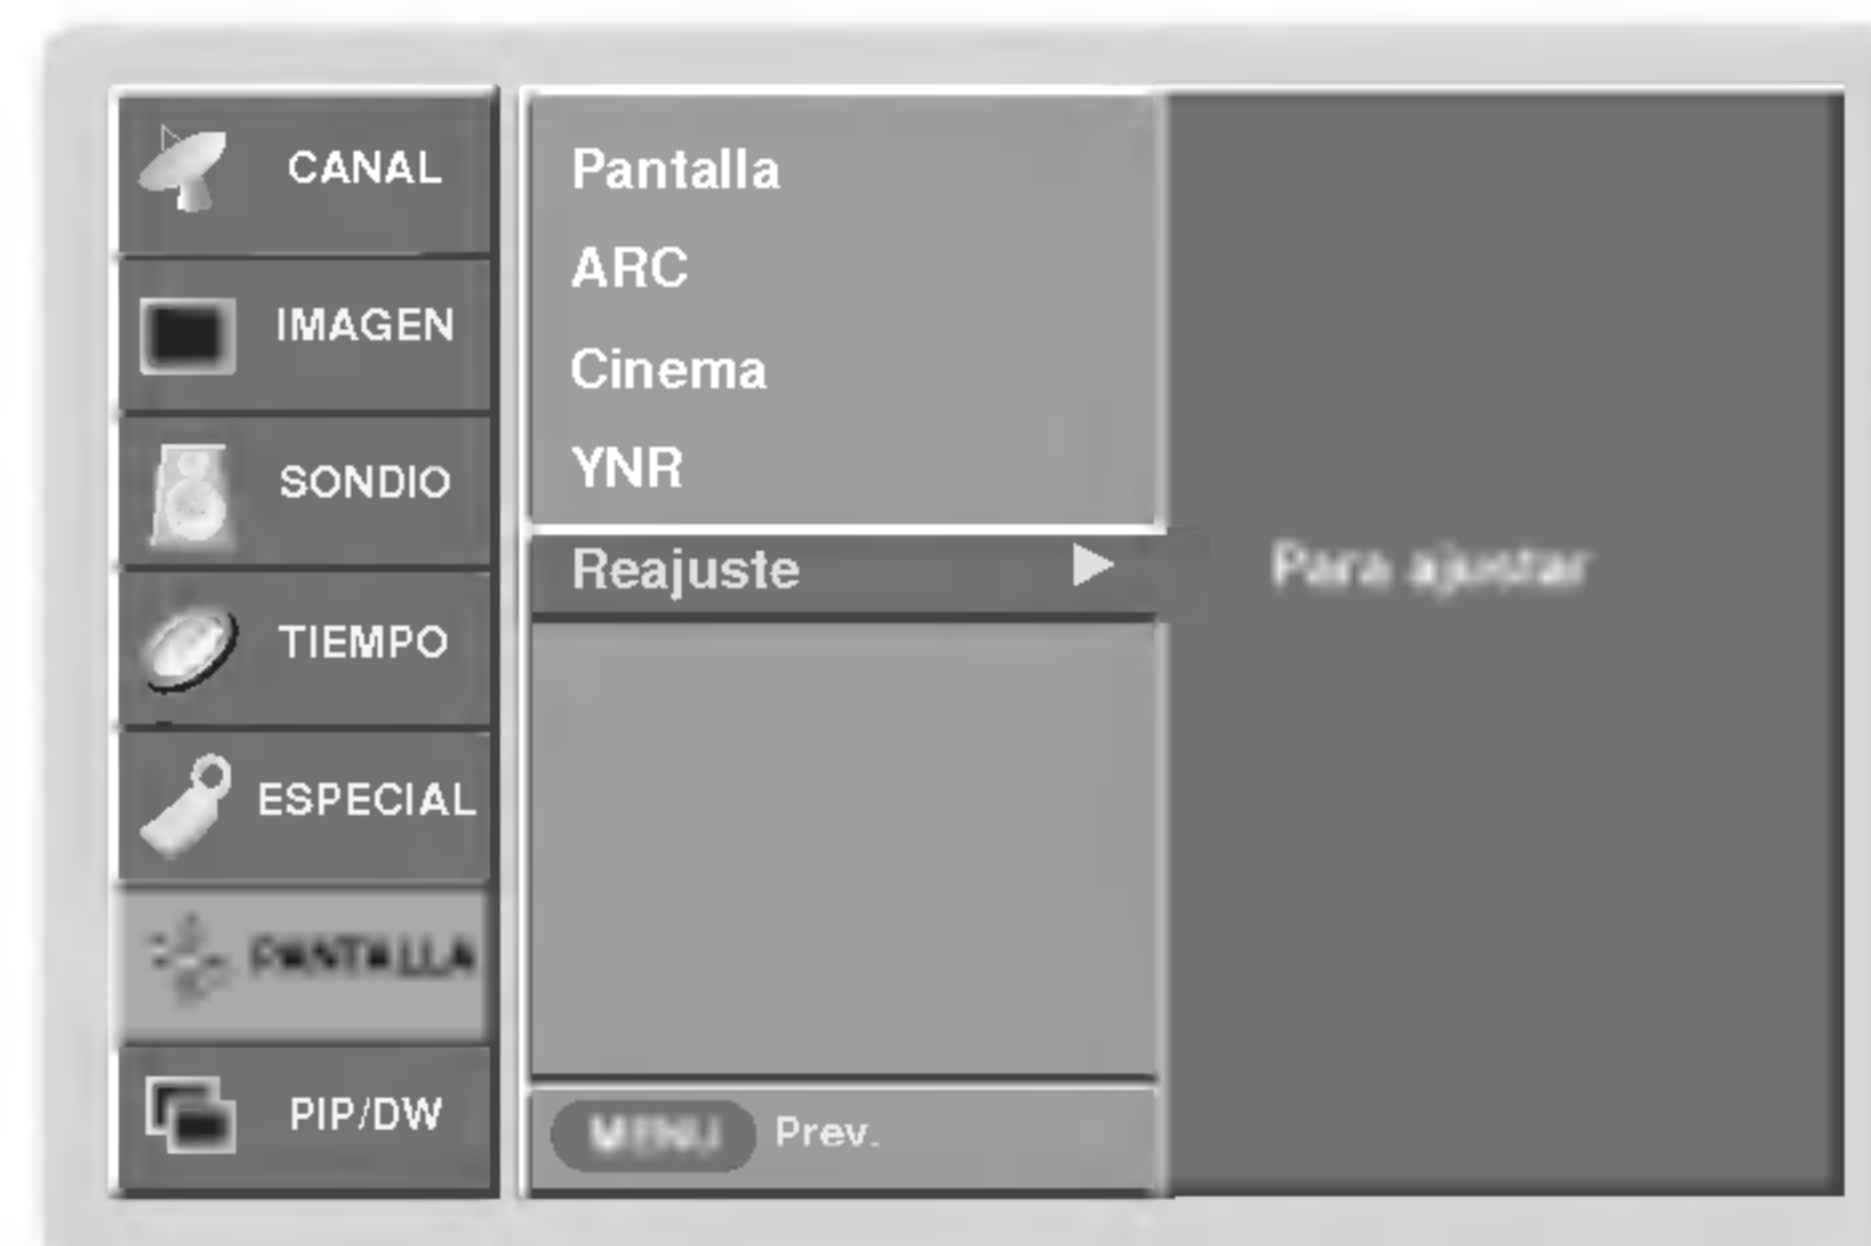 CANAL
IMAGEN
SONDIO
TIEMPO
ESPECIAL
PANTALLA
PIP/DW
Pantalla
ARC
Cinema
YNR
Reajuste
MENU Prev.
Para ajustar